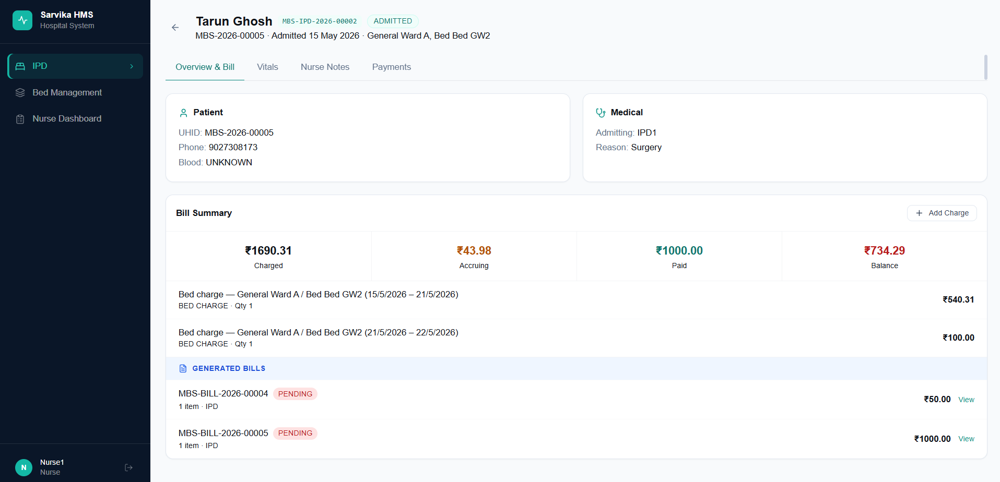 Sarvika HMS
Hospital System
IPD
Bed Management
Nurse Dashboard
Nurse1
N
Nurse
Tarun Ghosh MBS-IPD-2026-00002 ADMITTED
MBS-2026-00005 · Admitted 15 May 2026 · General Ward A, Bed Bed GW2
Overview & Bill Vitals Nurse Notes Payments
Patient
UHID: MBS-2026-00005
Phone: 9027308173
Blood: UNKNOWN
Medical
Admitting: IPD1
Reason: Surgery
Bill Summary
Add Charge
₹1690.31
Charged
₹43.98
Accruing
₹1000.00
Paid
₹734.29
Balance
Bed charge — General Ward A / Bed Bed GW2 (15/5/2026 – 21/5/2026)
BED CHARGE · Qty 1
₹540.31
Bed charge — General Ward A / Bed Bed GW2 (21/5/2026 – 22/5/2026)
BED CHARGE · Qty 1
₹100.00
GENERATED BILLS
MBS-BILL-2026-00004 PENDING
1 item · IPD
₹50.00 View
MBS-BILL-2026-00005 PENDING
1 item · IPD
₹1000.00 View